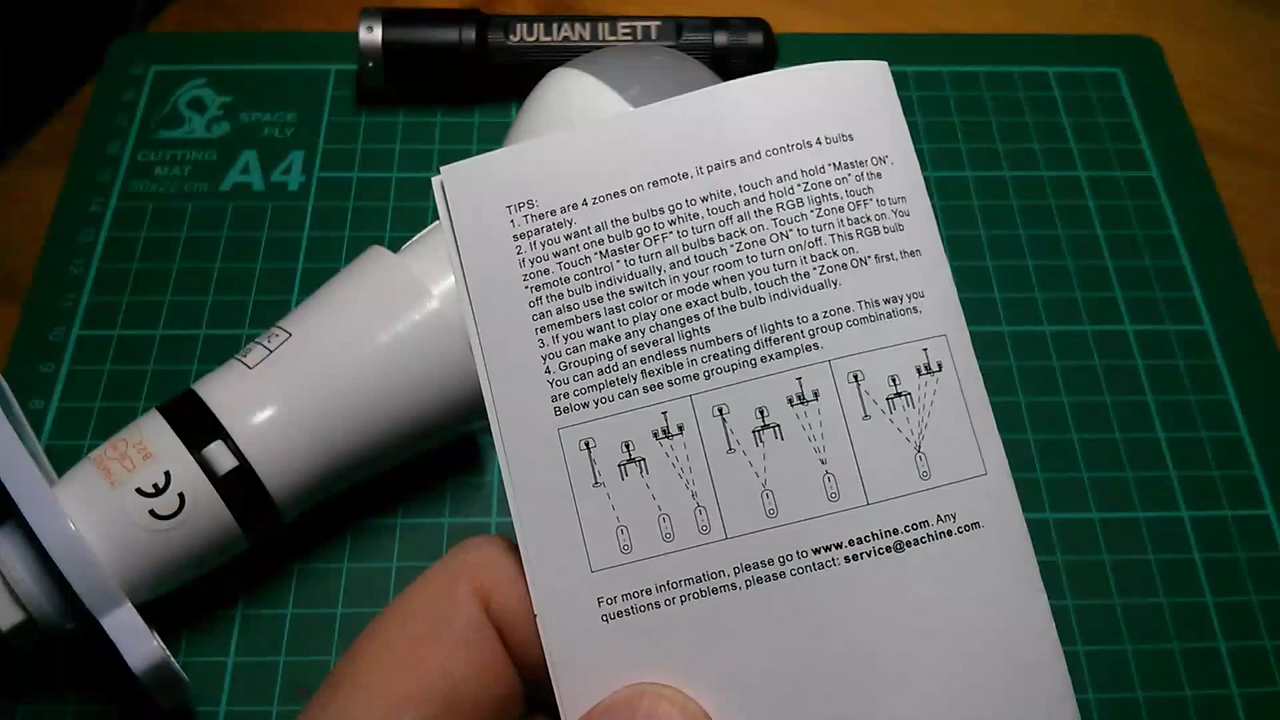 JULIAN ILETT
SPACE
FLY
CUTTING
MAT
30x22 cm
A4
TIPS:
1. There are 4 zones on remote, it pairs and controls 4 bulbs
separately.
2. If you want all the bulbs go to white, touch and hold "Master ON",
if you want one bulb go to white, touch and hold "Zone on" of the
zone. Touch "Master OFF" to turn off all the RGB lights, touch
"remote control" to turn all bulbs back on. Touch "Zone OFF" to turn
off the bulb individually, and touch "Zone ON" to turn it back on. You
can also use the switch in your room to turn on/off. This RGB bulb
remembers last color or mode when you turn it back on.
3. If you want to play one exact bulb, touch the "Zone ON" first, then
you can make any changes of the bulb individually.
4. Grouping of several lights
You can add an endless numbers of lights to a zone. This way you
are completely flexible in creating different group combinations,
Below you can see some grouping examples.
For more information, please go to www.eachine.com. Any
questions or problems, please contact: service@eachine.com.
CE
B22